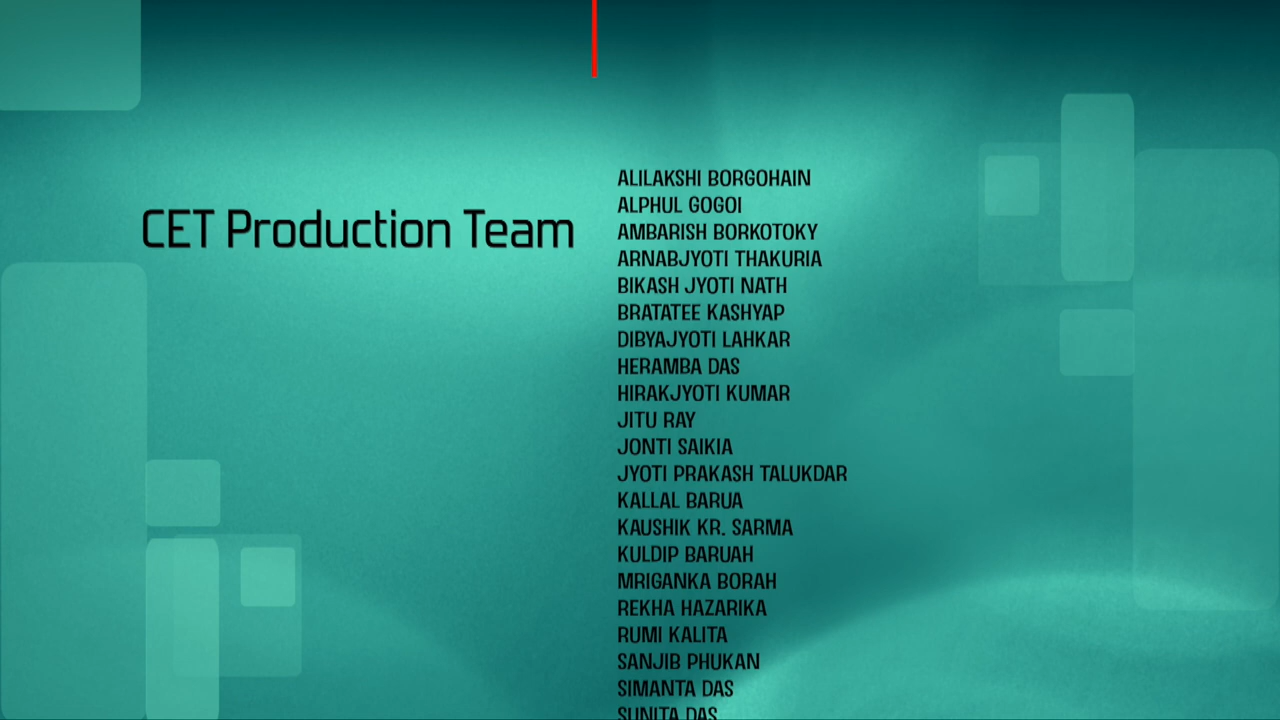 CET Production Team
ALILAKSHI BORGOHAIN
ALPHUL GOGOI
AMBARISH BORKOTOKY
ARNABJYOTI THAKURIA
BIKASH JYOTI NATH
BRATATEE KASHYAP
DIBYAJYOTI LAHKAR
HERAMBA DAS
HIRAKJYOTI KUMAR
JITU RAY
JONTI SAIKIA
JYOTI PRAKASH TALUKDAR
KALLAL BARUA
KAUSHIK KR. SARMA
KULDIP BARUAH
MRIGANKA BORAH
REKHA HAZARIKA
RUMI KALITA
SANJIB PHUKAN
SIMANTA DAS
SUNITA DAS